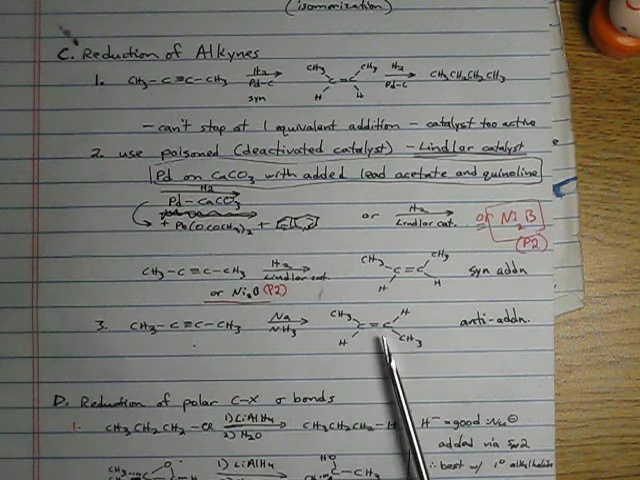 (isomerization)
C. Reduction of Alkynes
1. CH3-C≡C-CH3 H2 Pd-C syn CH3 CH3 C=C H H H2 Pd-C CH3CH2CH2CH3
- can't stop at 1 equivalent addition - catalyst too active
2. use poisoned (deactivated catalyst) - Lindlar catalyst
Pd on CaCO3 with added lead acetate and quinoline
H2
Pd-CaCO3
+ Pb(OCOCH3)2 + or H2 Lindlar cat. or Ni2B
(P2)
CH3-C≡C-CH3 H2 Lindlar cat. CH3 CH3 C=C H H syn addn
or Ni2B (P2)
3. CH3-C≡C-CH3 Na NH3 CH3 H C=C H CH3 anti-addn.
D. Reduction of polar C-X σ bonds
1. CH3CH2CH2- 1) LiAlH4 2) H2O CH3CH2CH2-H H⁻ = good :Nu⊖
added via SN2
∴ best w/ 1°
CH3 O 1) LiAlH4 HO C-CH3